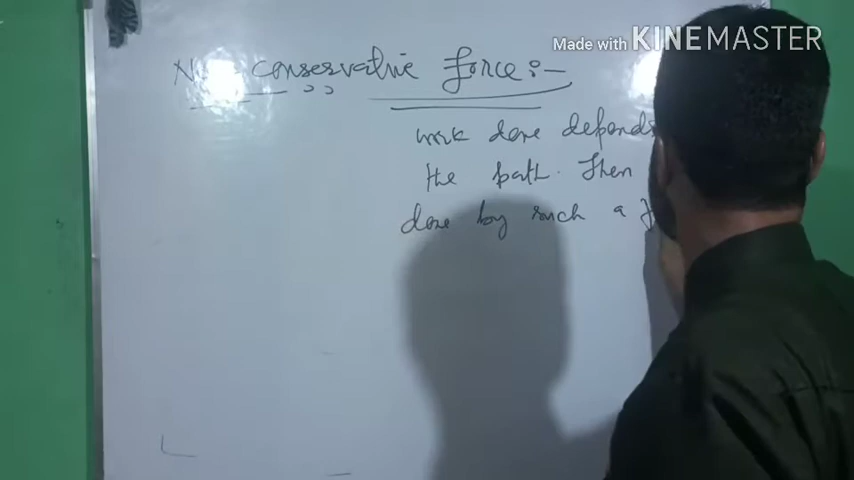 Made with KINEMASTER
conservative force :-
work done depends
the path. Then
done by such a